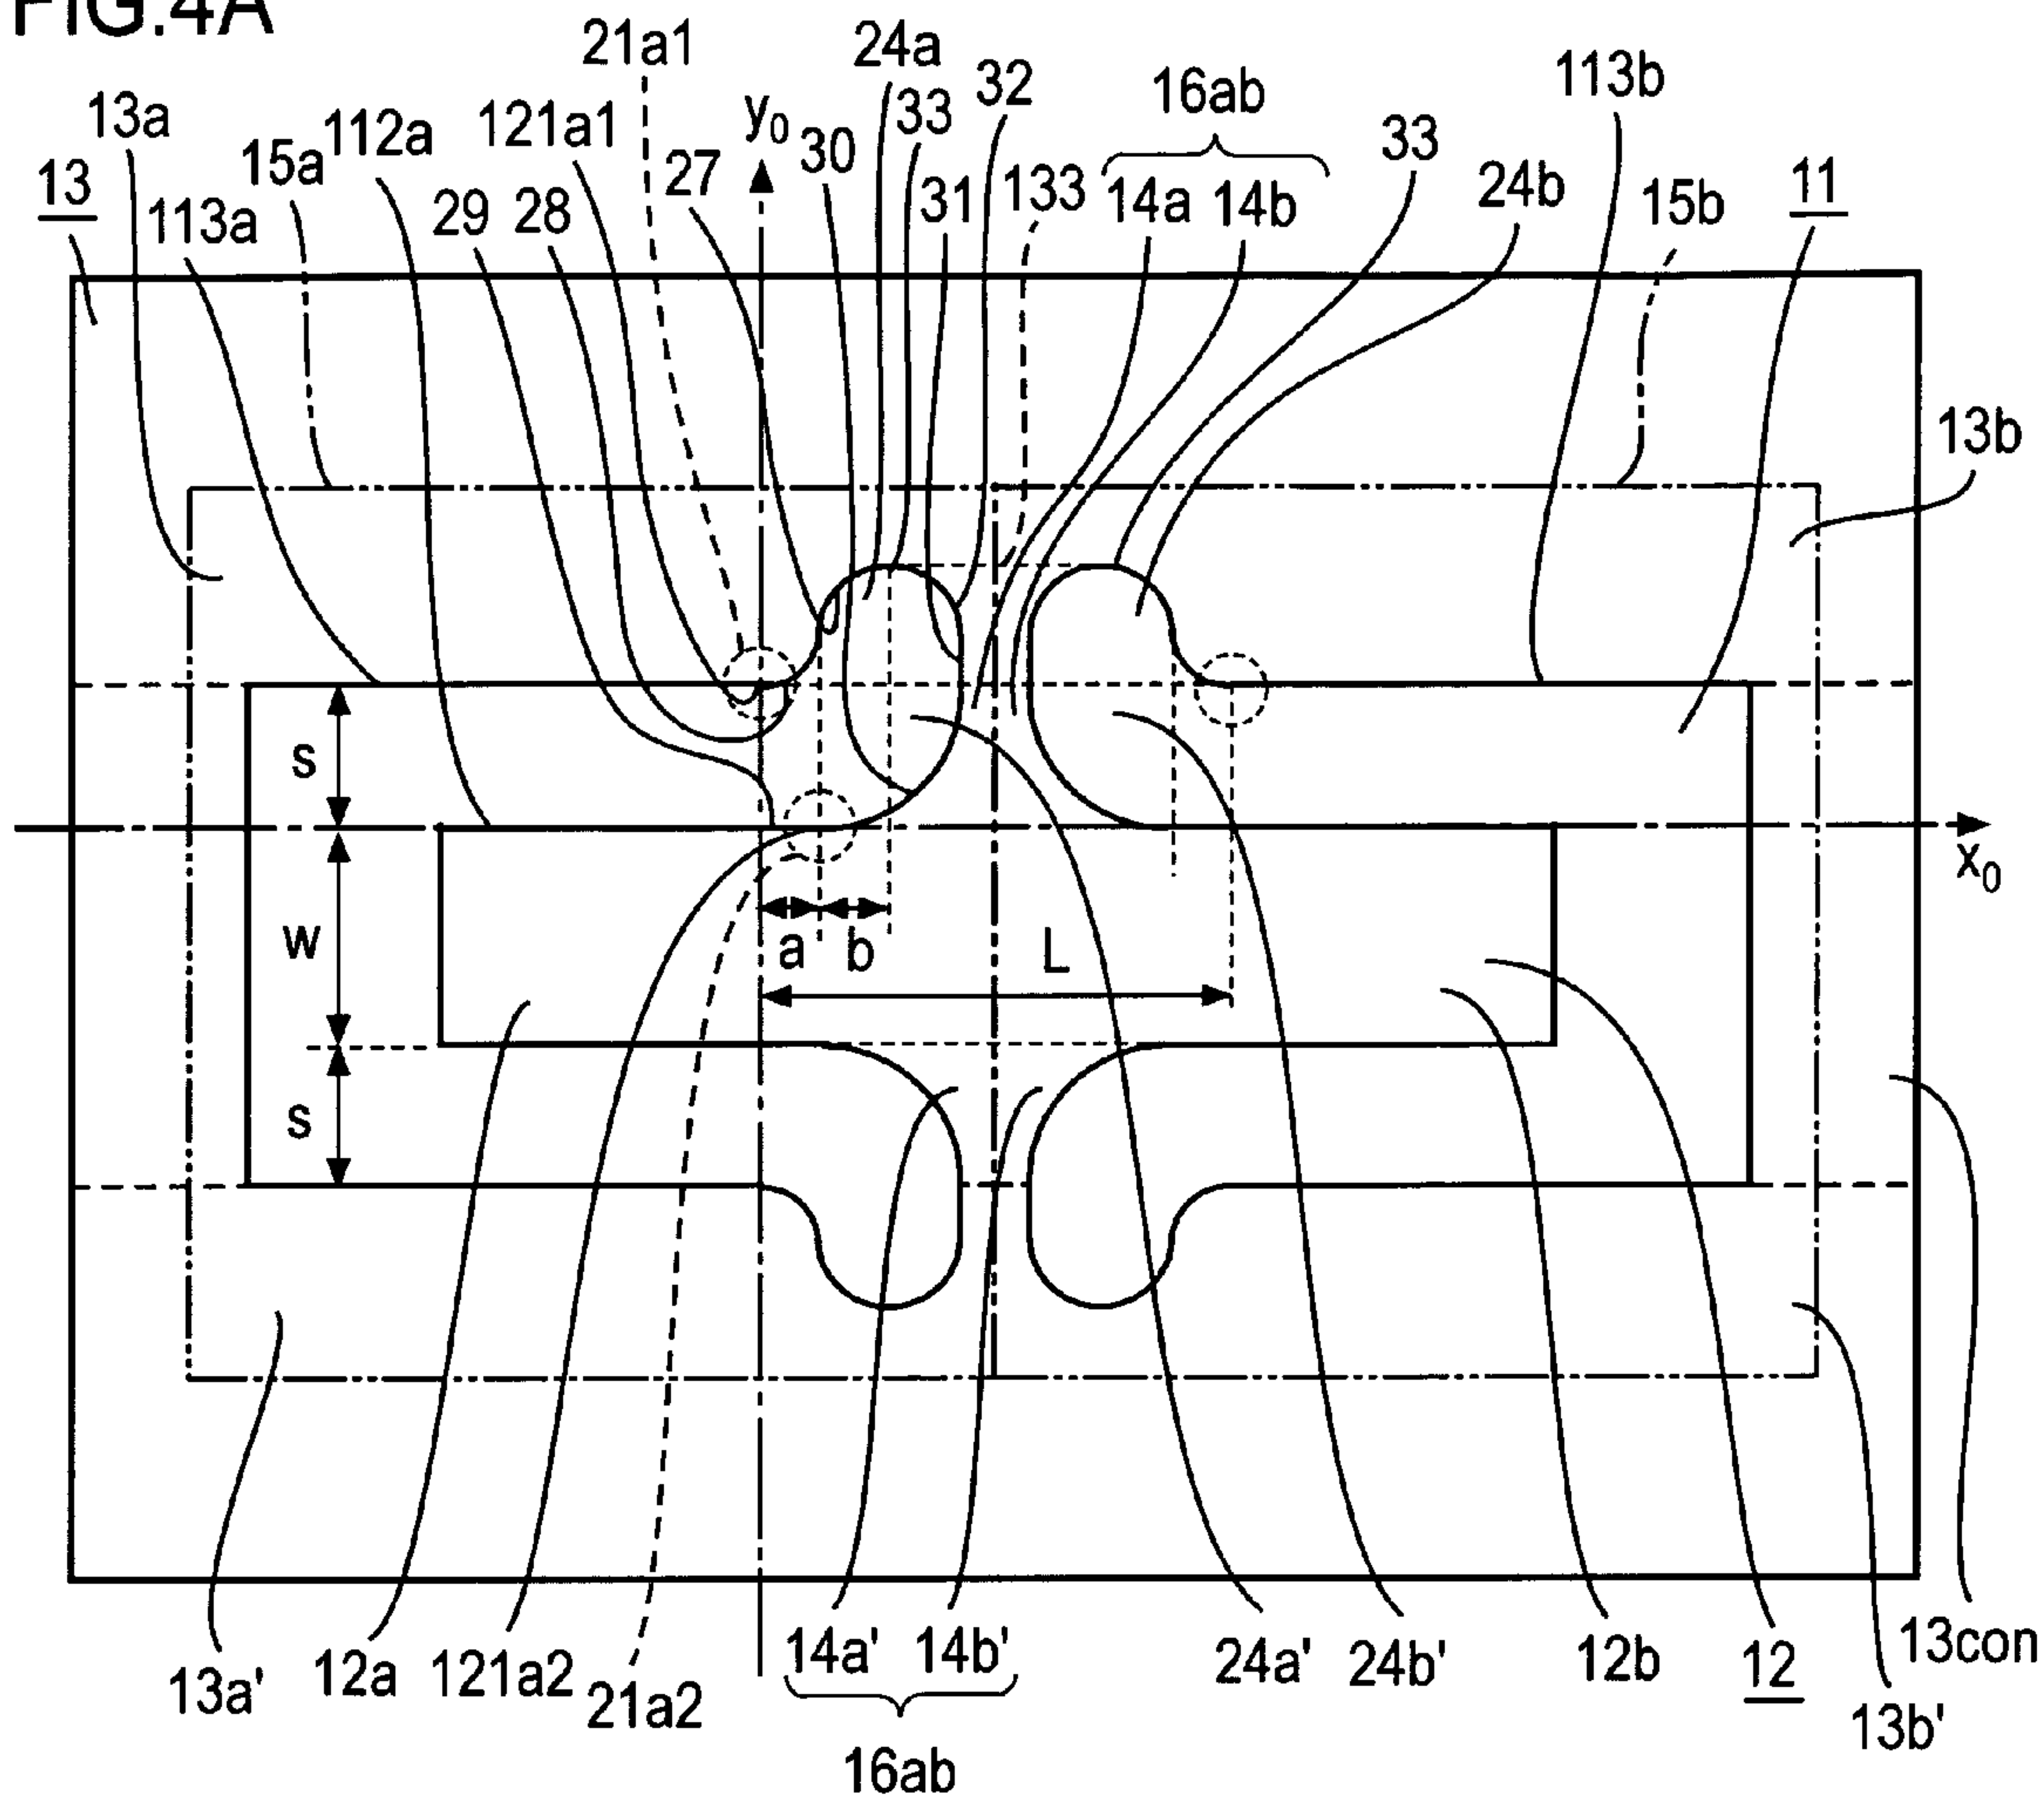 FIG.4A
21a1
24a
32
113b
13a
33
16ab
121a1
112a
y0
30
33
15a
27
13
31
133
14a
14b
24b
11
29
28
15b
113a
13b
S
x0
W
a
b
L
S
13con
14a'
14b'
24a'
24b'
12b
12
12a
121a2
13a'
21a2
13b'
16ab